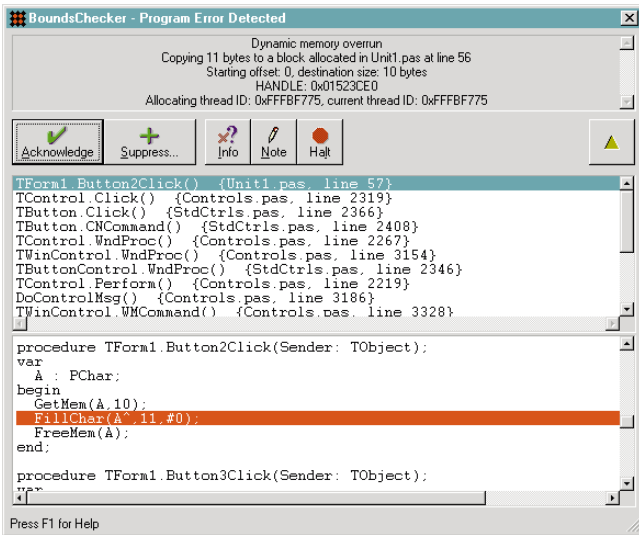 BoundsChecker - Program Error Detected
Dynamic memory overrun
Copying 11 bytes to a block allocated in Unit1.pas at line 56
Starting offset: 0, destination size: 10 bytes
HANDLE: 0x01523CE0
Allocating thread ID: 0xFFFBF775, current thread ID: 0xFFFBF775
Acknowledge Suppress... Info Note Halt
TForm1.Button2Click() {Unit1.pas, line 57}
TControl.Click() {Controls.pas, line 2319}
TButton.Click() {StdCtrls.pas, line 2366}
TButton.CNCommand() {StdCtrls.pas, line 2408}
TControl.WndProc() {Controls.pas, line 2267}
TWinControl.WndProc() {Controls.pas, line 3154}
TButtonControl.WndProc() {StdCtrls.pas, line 2346}
TControl.Perform() {Controls.pas, line 2219}
DoControlMsg() {Controls.pas, line 3186}
TWinControl.WMCommand() {Controls.pas, line 3328}
procedure TForm1.Button2Click(Sender: TObject);
var
A : PChar;
begin
GetMem(A,10);
FillChar(A^,11,#0);
FreeMem(A);
end;
procedure TForm1.Button3Click(Sender: TObject);
var
Press F1 for Help